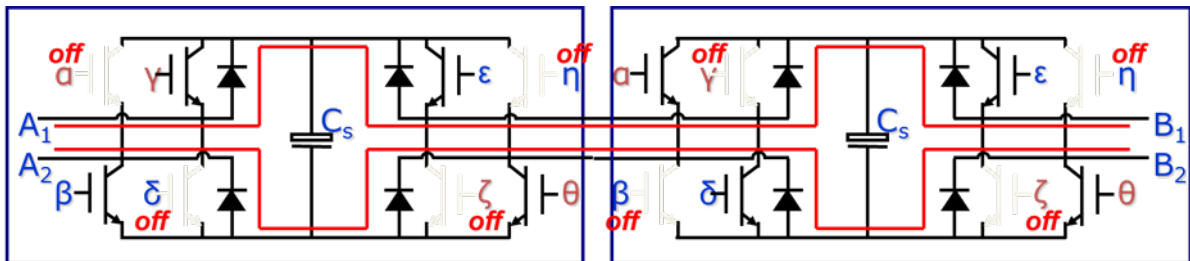 off off off off
α γ ε η α γ ε η
A₁ Cₛ Cₛ B₁
A₂ B₂
β δ ζ θ β δ ζ θ
off off off off